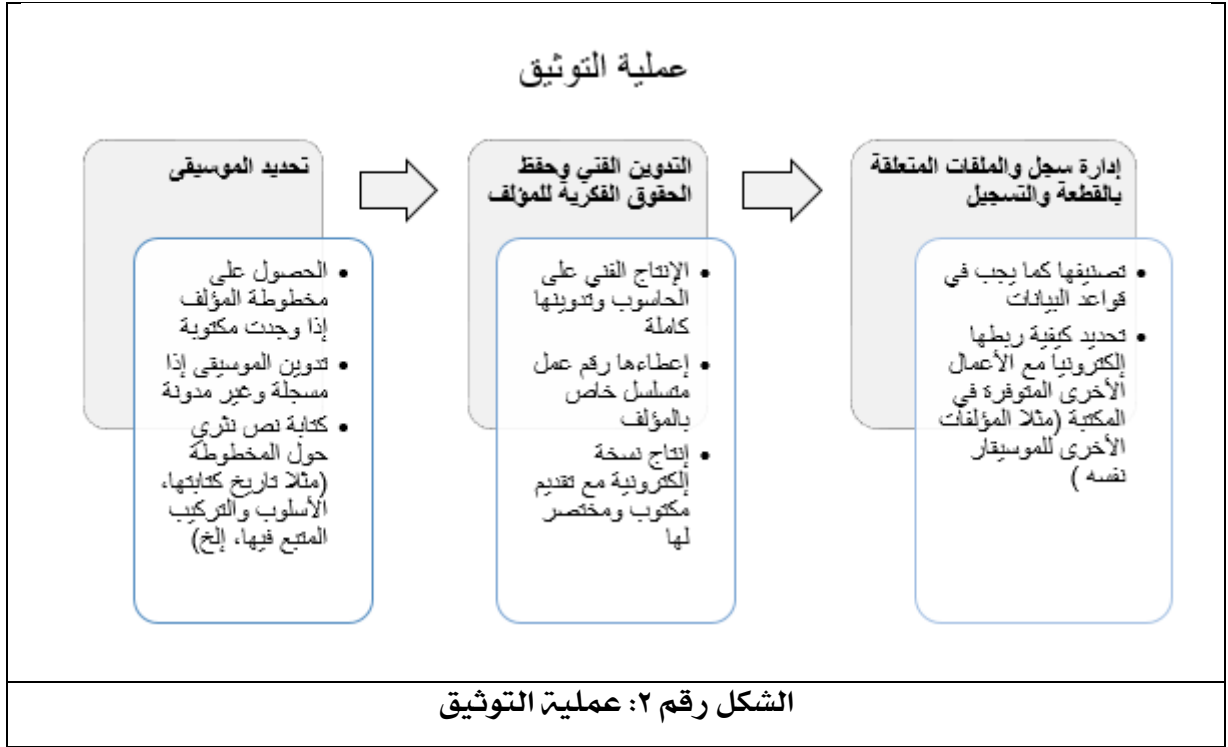 عملية التوثيق
تحديد الموسيقى
الحصول على
مخطوطة المؤلف
إذا وجدت مكتوبة
تدوين الموسيقى إذا
مسجلة وغير مدونة
كتابة نص نثري
حول المخطوطة
(مثلا تاريخ كتابتها،
الأسلوب والتركيب
المتبع فيها، إلخ)
التدوين الفني وحفظ
الحقوق الفكرية للمؤلف
الإنتاج الفني على
الحاسوب وتدوينها
كاملة
إعطاءها رقم عمل
متسلسل خاص
بالمؤلف
إنتاج نسخة
إلكترونية مع تقديم
مكتوب ومختصر
لها
إدارة سجل والملفات المتعلقة
بالقطعة والتسجيل
تصنيفها كما يجب في
قواعد البيانات
تحديد كيفية ربطها
إلكترونيا مع الأعمال
الأخرى المتوفرة في
المكتبة (مثلا المؤلفات
الأخرى للموسيقار
نفسه )
الشكل رقم ٢: عملية التوثيق